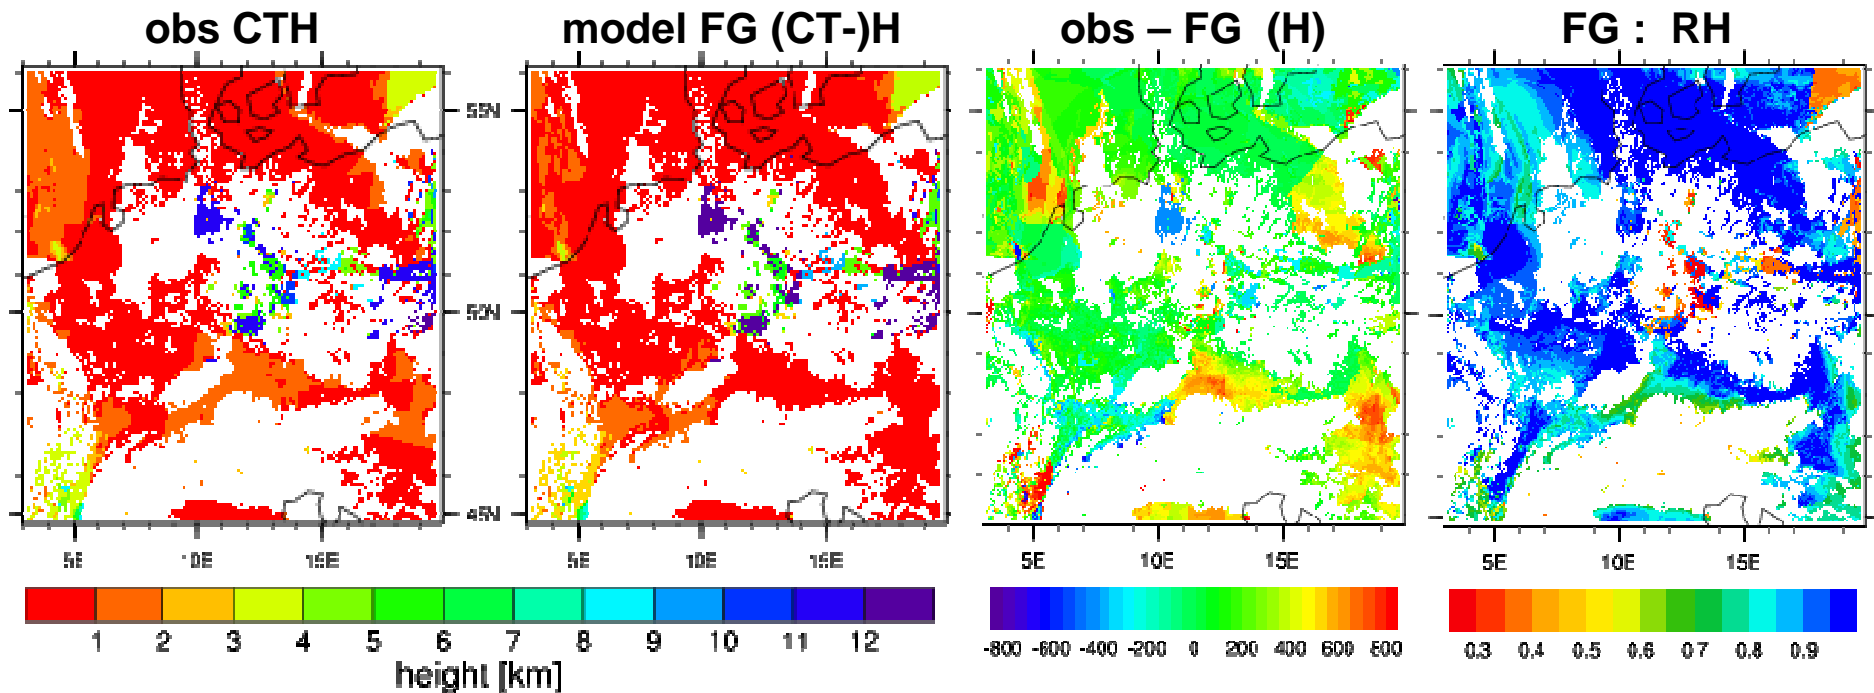 obs CTH
model FG (CT-)H
obs – FG (H)
FG : RH
55N
50N
45N
5E 10E 15E
5E 10E 15E
5E 10E 15E
5E 10E 15E
1 2 3 4 5 6 7 8 9 10 11 12
height [km]
-800 -600 -400 -200 0 200 400 600 800
0.3 0.4 0.5 0.6 0.7 0.8 0.9